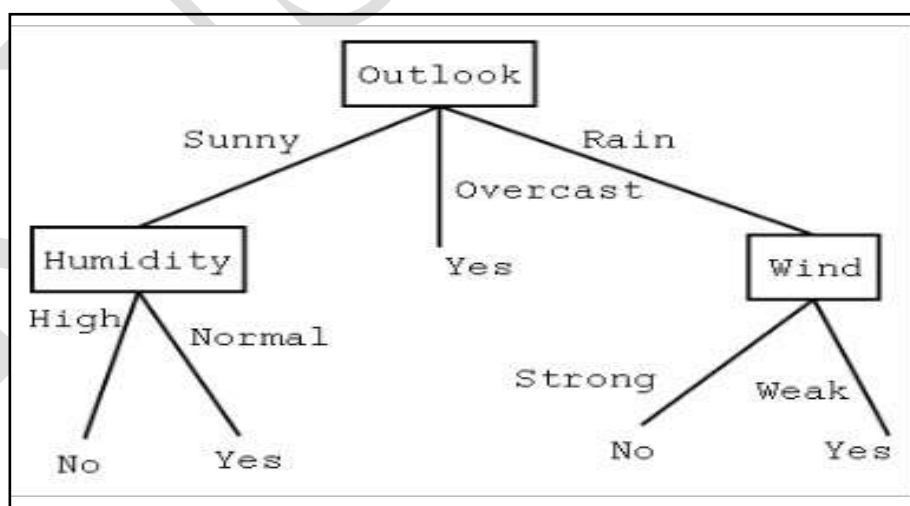 Outlook
Sunny
Rain
Overcast
Humidity
Yes
Wind
High
Normal
Strong
Weak
No
Yes
No
Yes